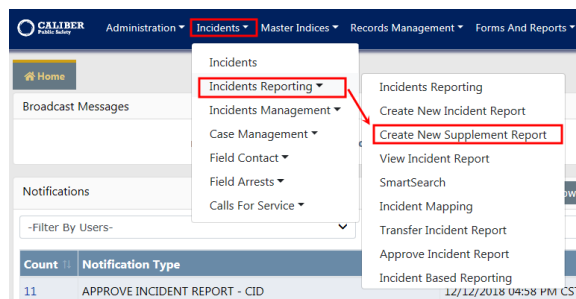 CALIBER
Public Safety
Administration Incidents Master Indices Records Management Forms And Reports
Home
Broadcast Messages
Incidents
Incidents Reporting
Incidents Management
Case Management
Field Contact
Field Arrests
Calls For Service
Incidents Reporting
Create New Incident Report
Create New Supplement Report
View Incident Report
SmartSearch
Incident Mapping
Transfer Incident Report
Approve Incident Report
Incident Based Reporting
Notifications
-Filter By Users-
Count Notification Type
11 APPROVE INCIDENT REPORT - CID 12/12/2018 04:58 PM CST